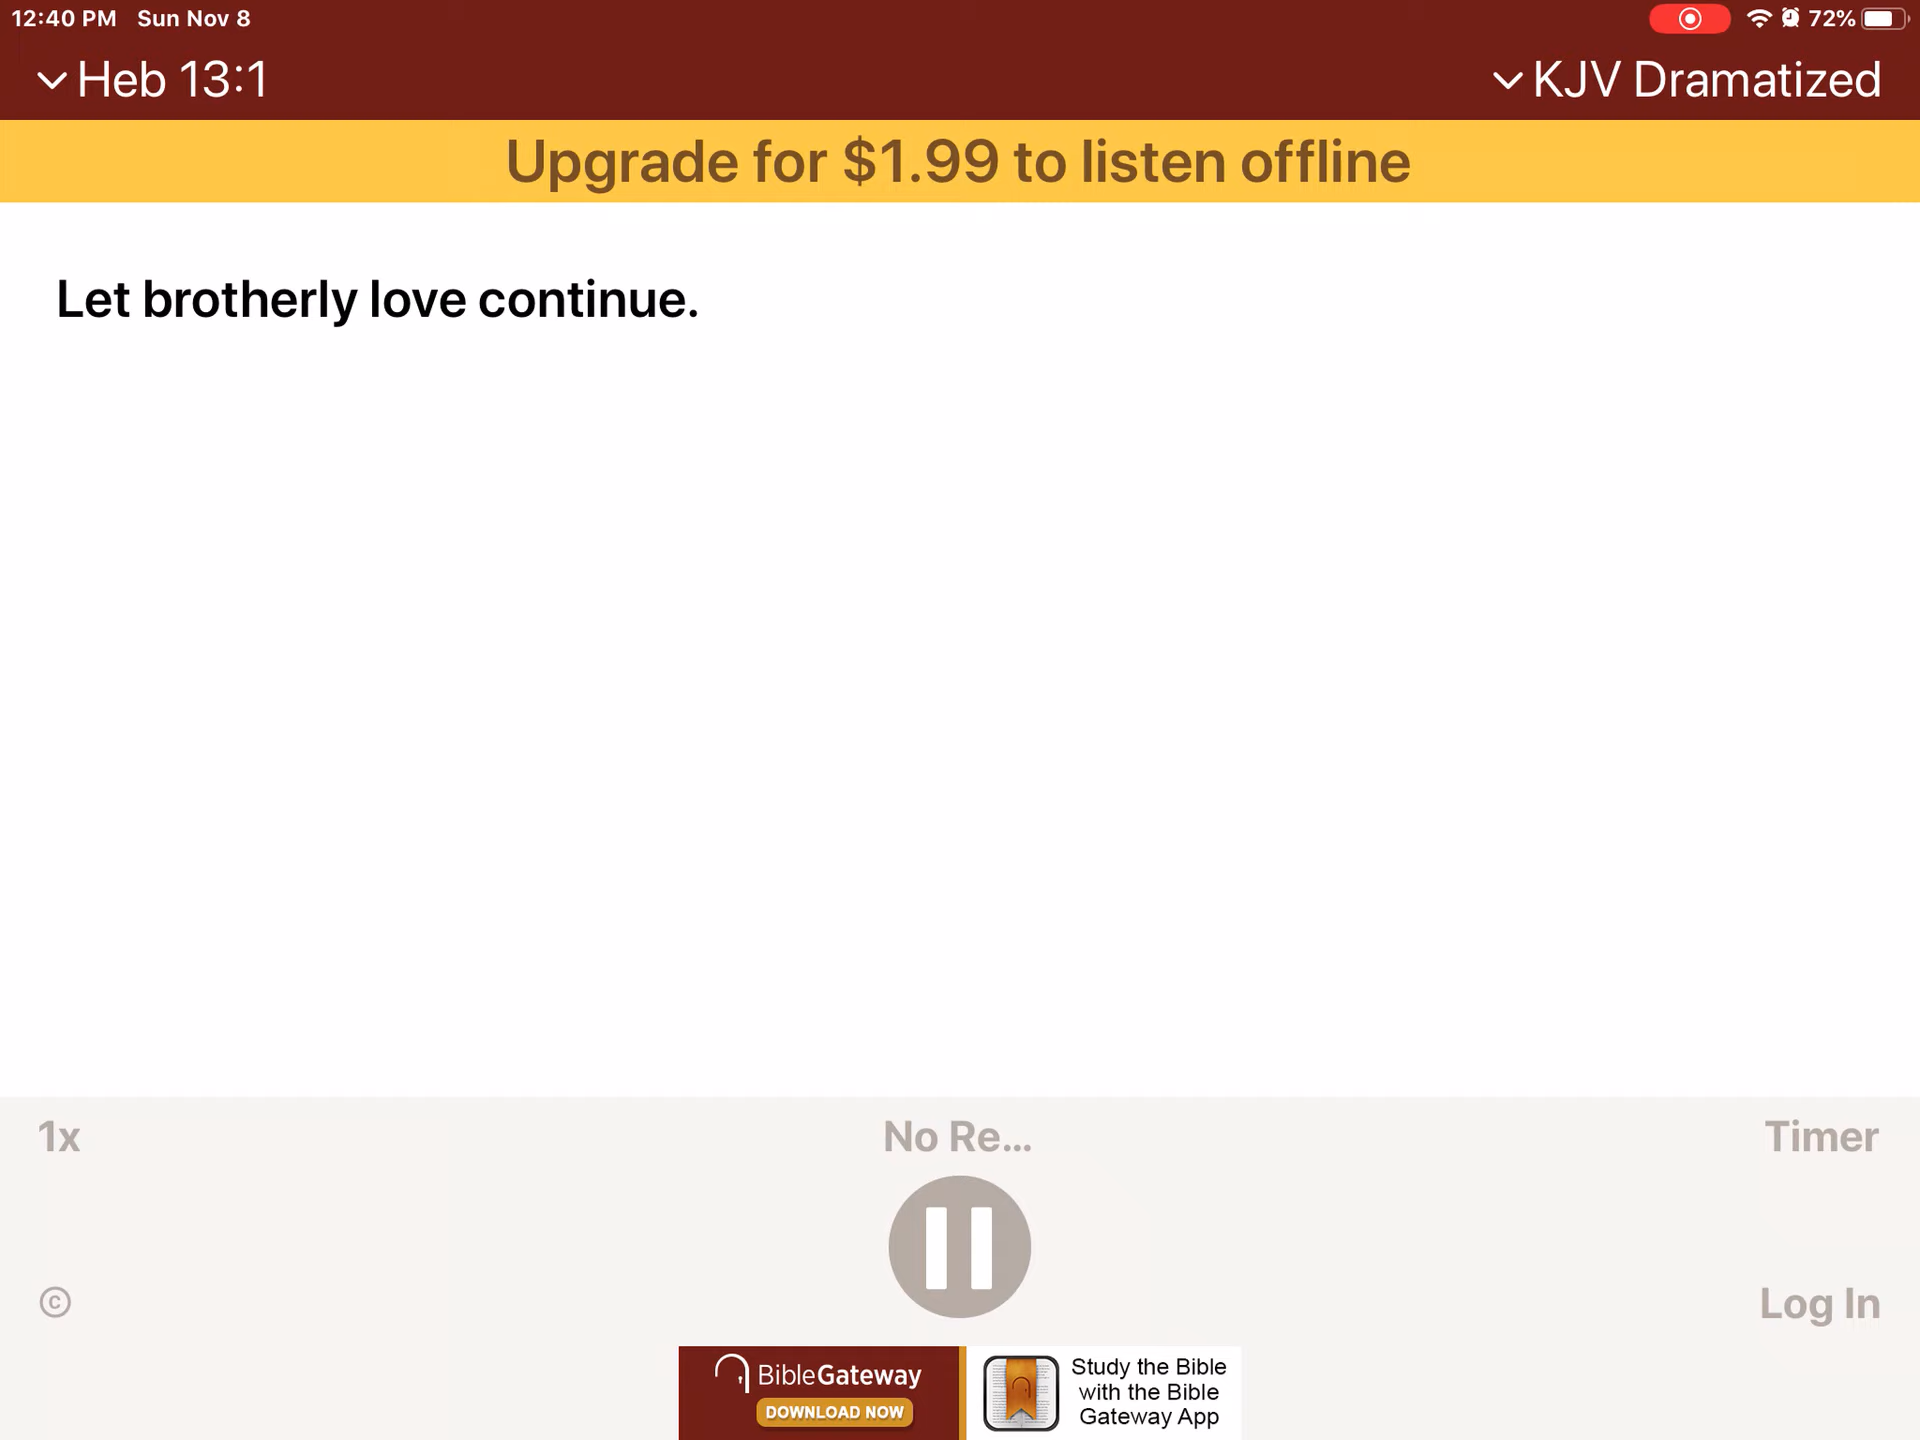 12:40 PM Sun Nov 8 72%
Heb 13:1 KJV Dramatized
Upgrade for $1.99 to listen offline
Let brotherly love continue.
1x No Re... Timer
© Log In
BibleGateway
DOWNLOAD NOW
Study the Bible
with the Bible
Gateway App